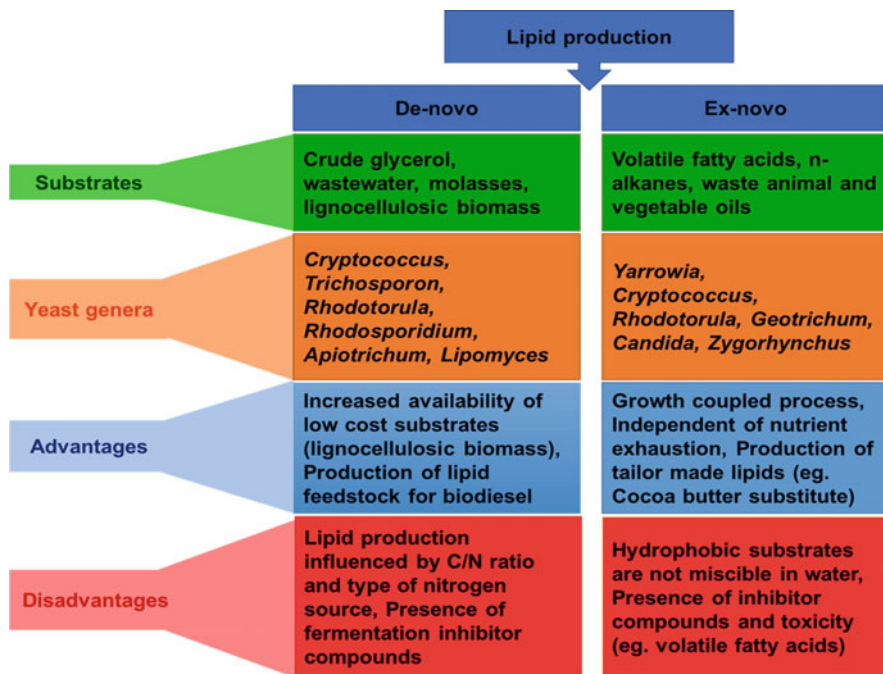 Lipid production
De-novo
Ex-novo
Substrates
Crude glycerol,
wastewater, molasses,
lignocellulosic biomass
Volatile fatty acids, n-
alkanes, waste animal and
vegetable oils
Yeast genera
Cryptococcus,
Trichosporon,
Rhodotorula,
Rhodosporidium,
Apiotrichum, Lipomyces
Yarrowia,
Cryptococcus,
Rhodotorula, Geotrichum,
Candida, Zygorhynchus
Advantages
Increased availability of
low cost substrates
(lignocellulosic biomass),
Production of lipid
feedstock for biodiesel
Growth coupled process,
Independent of nutrient
exhaustion, Production of
tailor made lipids (eg.
Cocoa butter substitute)
Disadvantages
Lipid production
influenced by C/N ratio
and type of nitrogen
source, Presence of
fermentation inhibitor
compounds
Hydrophobic substrates
are not miscible in water,
Presence of inhibitor
compounds and toxicity
(eg. volatile fatty acids)